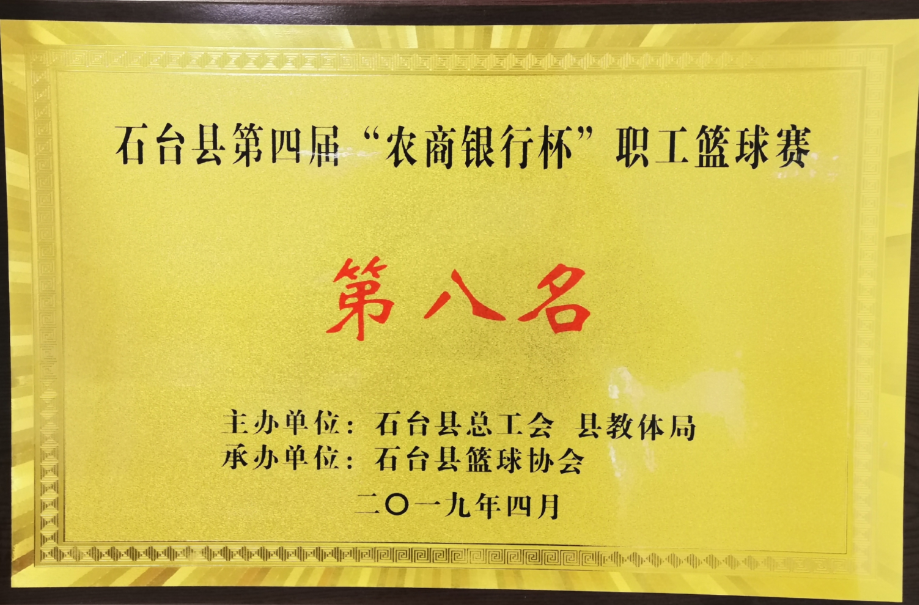 石台县第四届“农商银行杯”职工篮球赛
第八名
主办单位：石台县总工会 县教体局
承办单位：石台县篮球协会
二〇一九年四月